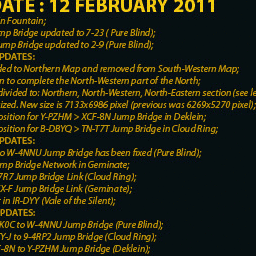 DATE : 12 FEBRUARY 2011
n Fountain;
mp Bridge updated to 7-23 ( Pure Blind);
ump Bridge updated to 2-9 (Pure Blind);
PDATES:
ded to Northern Map and removed from South-Western Map;
n to complete the North-Western part of the North;
divided to: Northern, North-Western, North-Eastern section (see le
ized. New size is 7133x6986 pixel (previous was 6269x5270 pixel);
osition for Y-PZHM > XCF-8N Jump Bridge in Deklein;
osition for B-DBYQ > TN-T7T Jump Bridge in Cloud Ring;
PDATES:
o W-4NNU Jump Bridge has been fixed (Pure Blind);
mp Bridge Network in Geminate;
7R7 Jump Bridge Link (Cloud Ring);
X-F Jump Bridge Link (Geminate);
in IR-DYY (Vale of the Silent);
PDATES:
K0C to W-4NNU Jump Bridge (Pure Blind);
Y-J to 9-4RP2 Jump Bridge (Cloud Ring);
-8N to Y-PZHM Jump Bridge (Deklein);